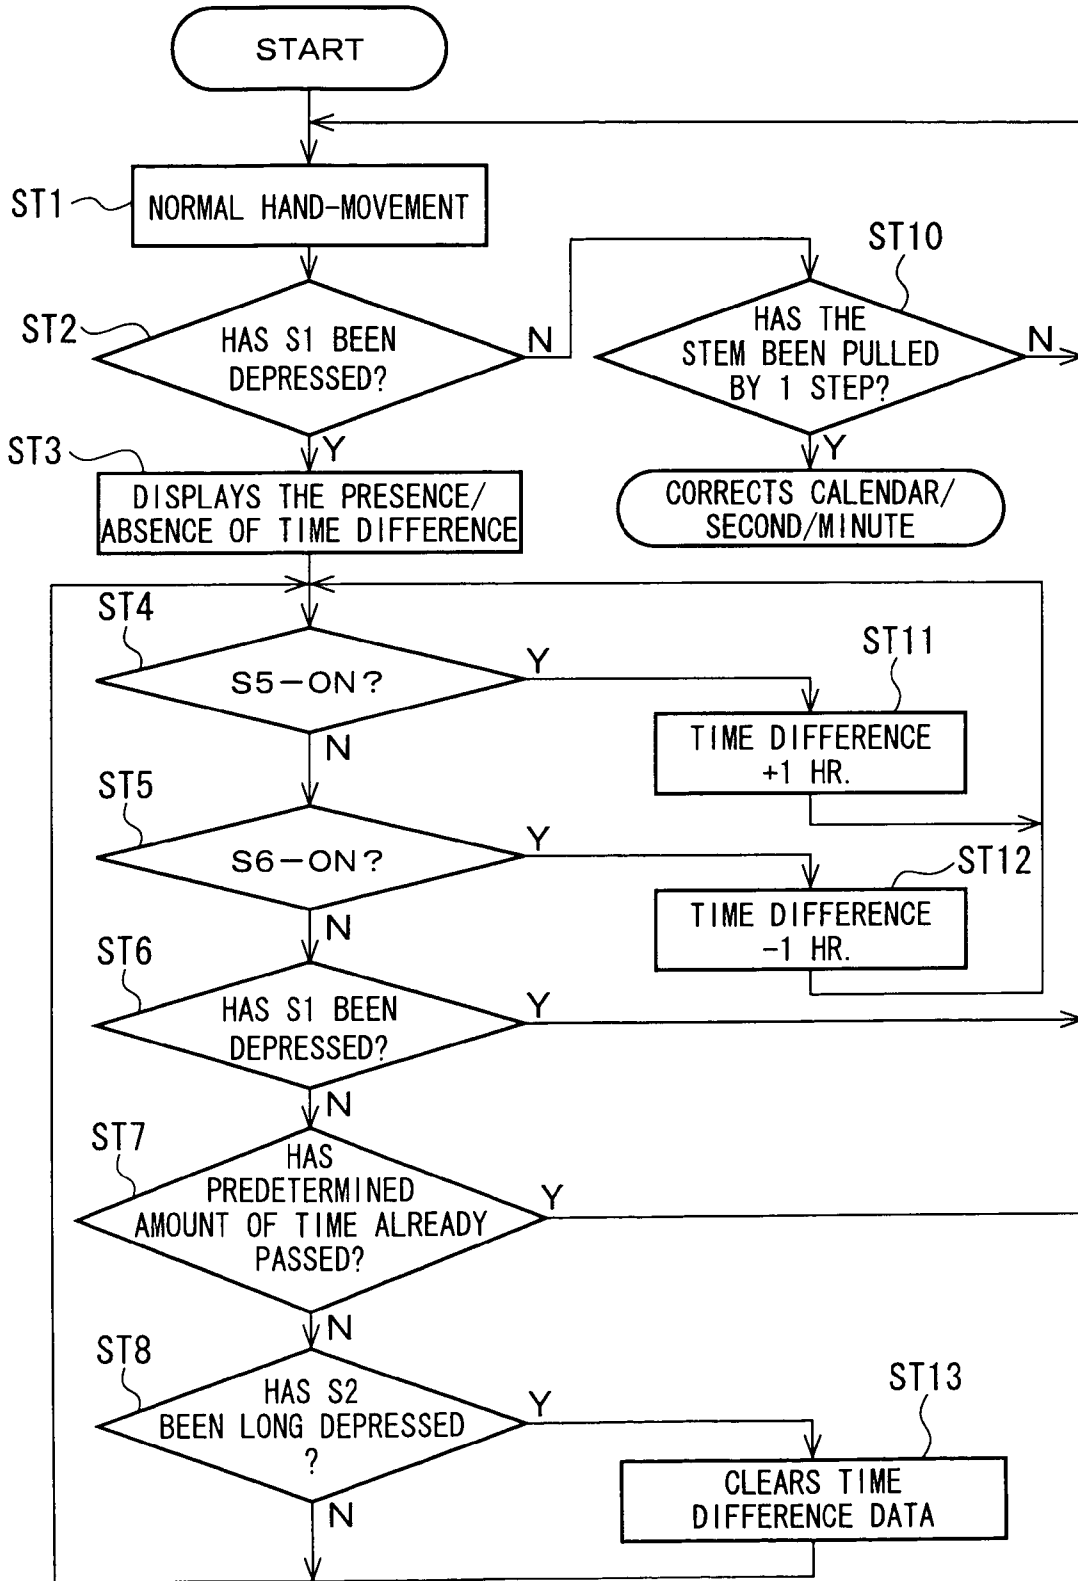 START
ST1
NORMAL HAND-MOVEMENT
ST2
HAS S1 BEEN
DEPRESSED?
N
Y
ST10
HAS THE
STEM BEEN PULLED
BY 1 STEP?
N
Y
CORRECTS CALENDAR/
SECOND/MINUTE
ST3
DISPLAYS THE PRESENCE/
ABSENCE OF TIME DIFFERENCE
ST4
S5-ON?
Y
N
ST11
TIME DIFFERENCE
+1 HR.
ST5
S6-ON?
Y
N
ST12
TIME DIFFERENCE
-1 HR.
ST6
HAS S1 BEEN
DEPRESSED?
Y
N
ST7
HAS
PREDETERMINED
AMOUNT OF TIME ALREADY
PASSED?
Y
N
ST8
HAS S2
BEEN LONG DEPRESSED
?
Y
N
ST13
CLEARS TIME
DIFFERENCE DATA